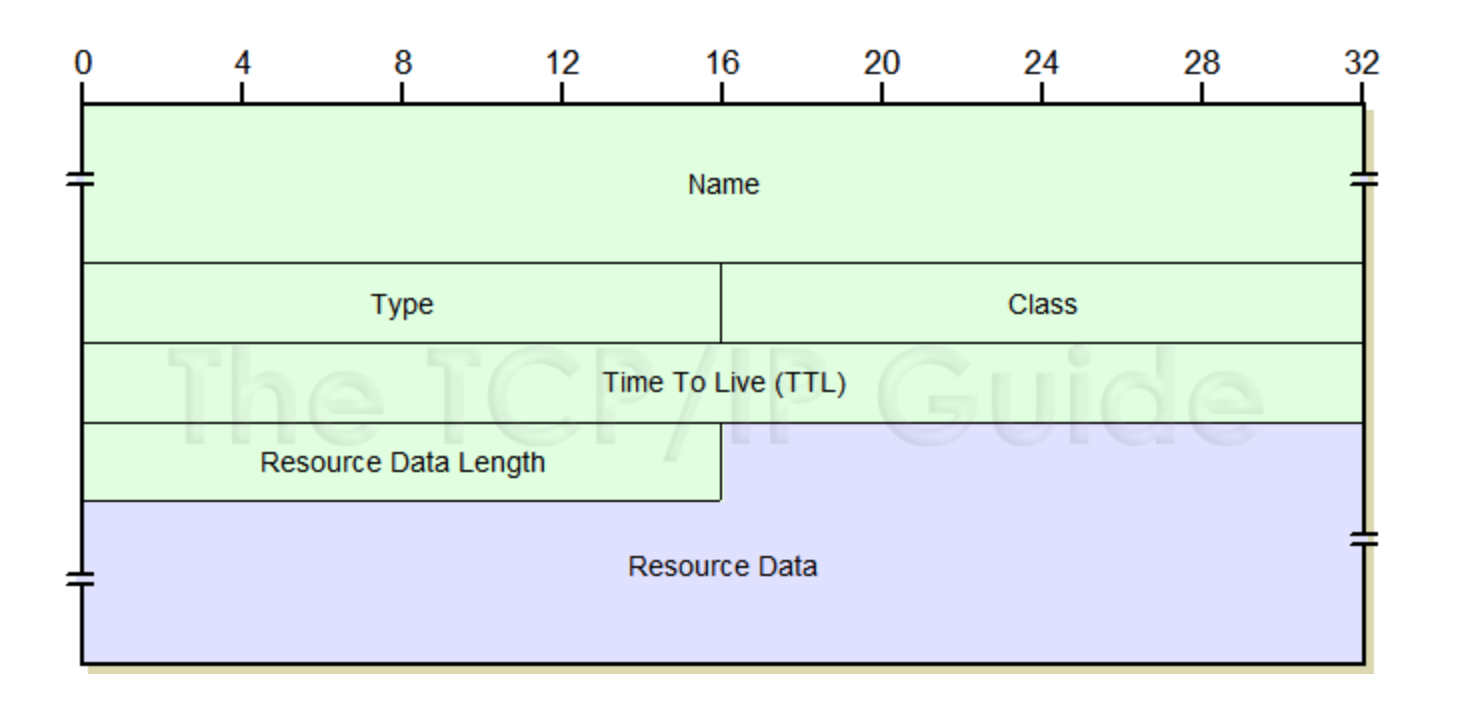 0 4 8 12 16 20 24 28 32
Name
Type Class
Time To Live (TTL)
The TCP/IP Guide
Resource Data Length
Resource Data